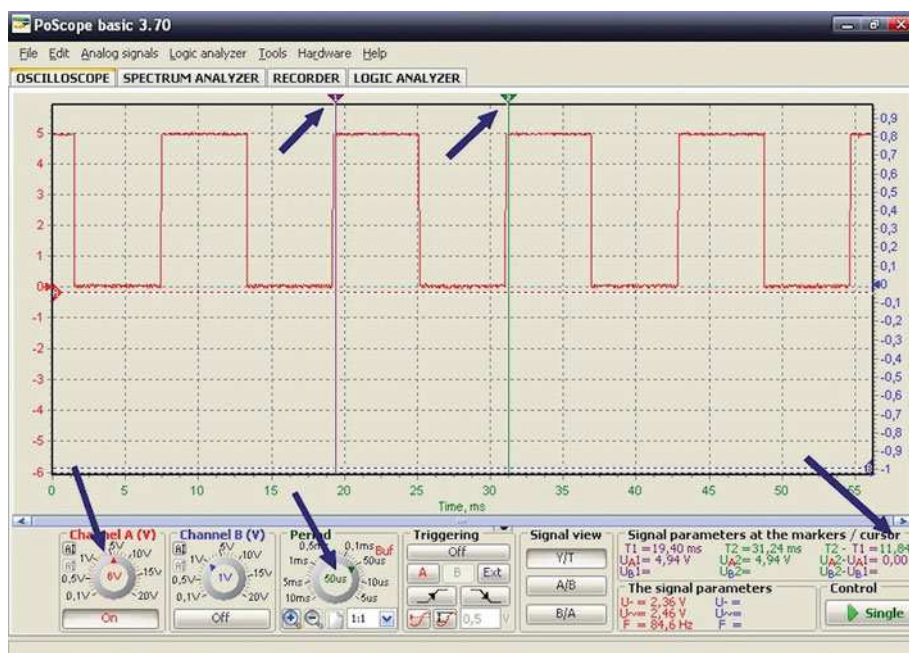 PoScope basic 3.70
File Edit Analog signals Logic analyzer Tools Hardware Help
OSCILLOSCOPE SPECTRUM ANALYZER RECORDER LOGIC ANALYZER
1 2
5
4
3
2
1
0
-1
-2
-3
-4
-5
-6
0,9
0,8
0,7
0,6
0,5
0,4
0,3
0,2
0,1
0
-0,1
-0,2
-0,3
-0,4
-0,5
-0,6
-0,7
-0,8
-0,9
-1
0 5 10 15 20 25 30 35 40 45 50 55
Time, ms
Channel A (V)
5V
1V 10V
0,5V 6V 15V
0,1V 20V
On
Channel B (V)
5V
1V 10V
0,5V 1V 15V
0,1V 20V
Off
Period
0,5ms 0,1ms Buf
1ms 50us
5ms 50us 10us
10ms 5us
1:1
Triggering
Off
A B Ext
0,5 V
Signal view
Y/T
A/B
B/A
Signal parameters at the markers / cursor
T1 =19,40 ms T2 =31,24 ms T2 - T1 =11,84
UA1= 4,94 V UA2= 4,94 V UA2-UA1= 0,00
UB1= UB2= UB2-UB1=
The signal parameters
U- = 2,36 V U- =
U~= 2,46 V U~=
F = 84,6 Hz F =
Control
Single